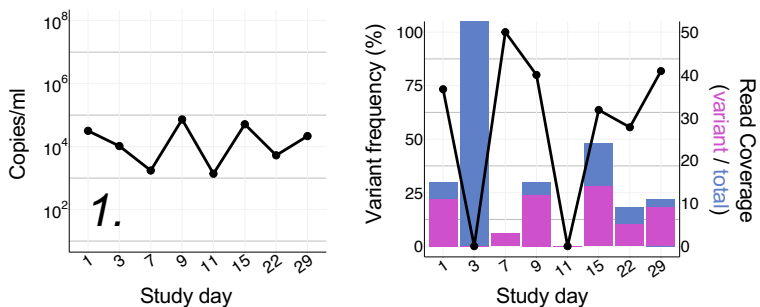 10^8
10^6
10^4
10^2
Copies/ml
1.
1 3 7 9 11 15 22 29
Study day
100
75
50
25
0
Variant frequency (%)
50
40
30
20
10
0
Read Coverage
(variant / total)
1 3 7 9 11 15 22 29
Study day